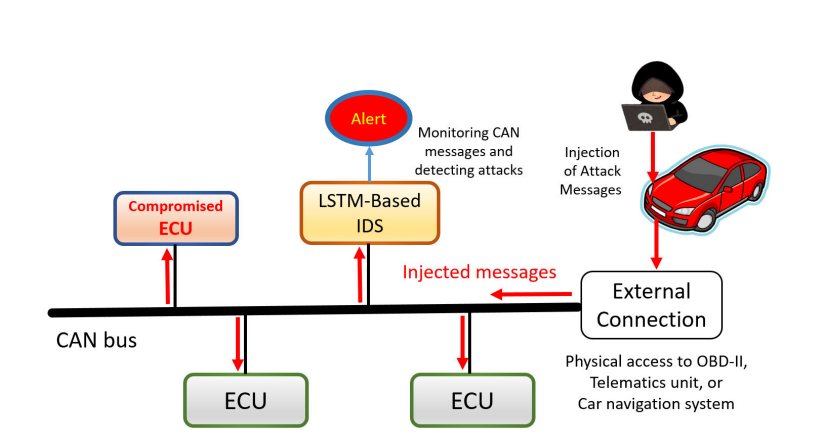 Alert
Monitoring CAN
messages and
detecting attacks
Injection
of Attack
Messages
Compromised
ECU
LSTM-Based
IDS
Injected messages
External
Connection
CAN bus
Physical access to OBD-II,
Telematics unit, or
Car navigation system
ECU
ECU